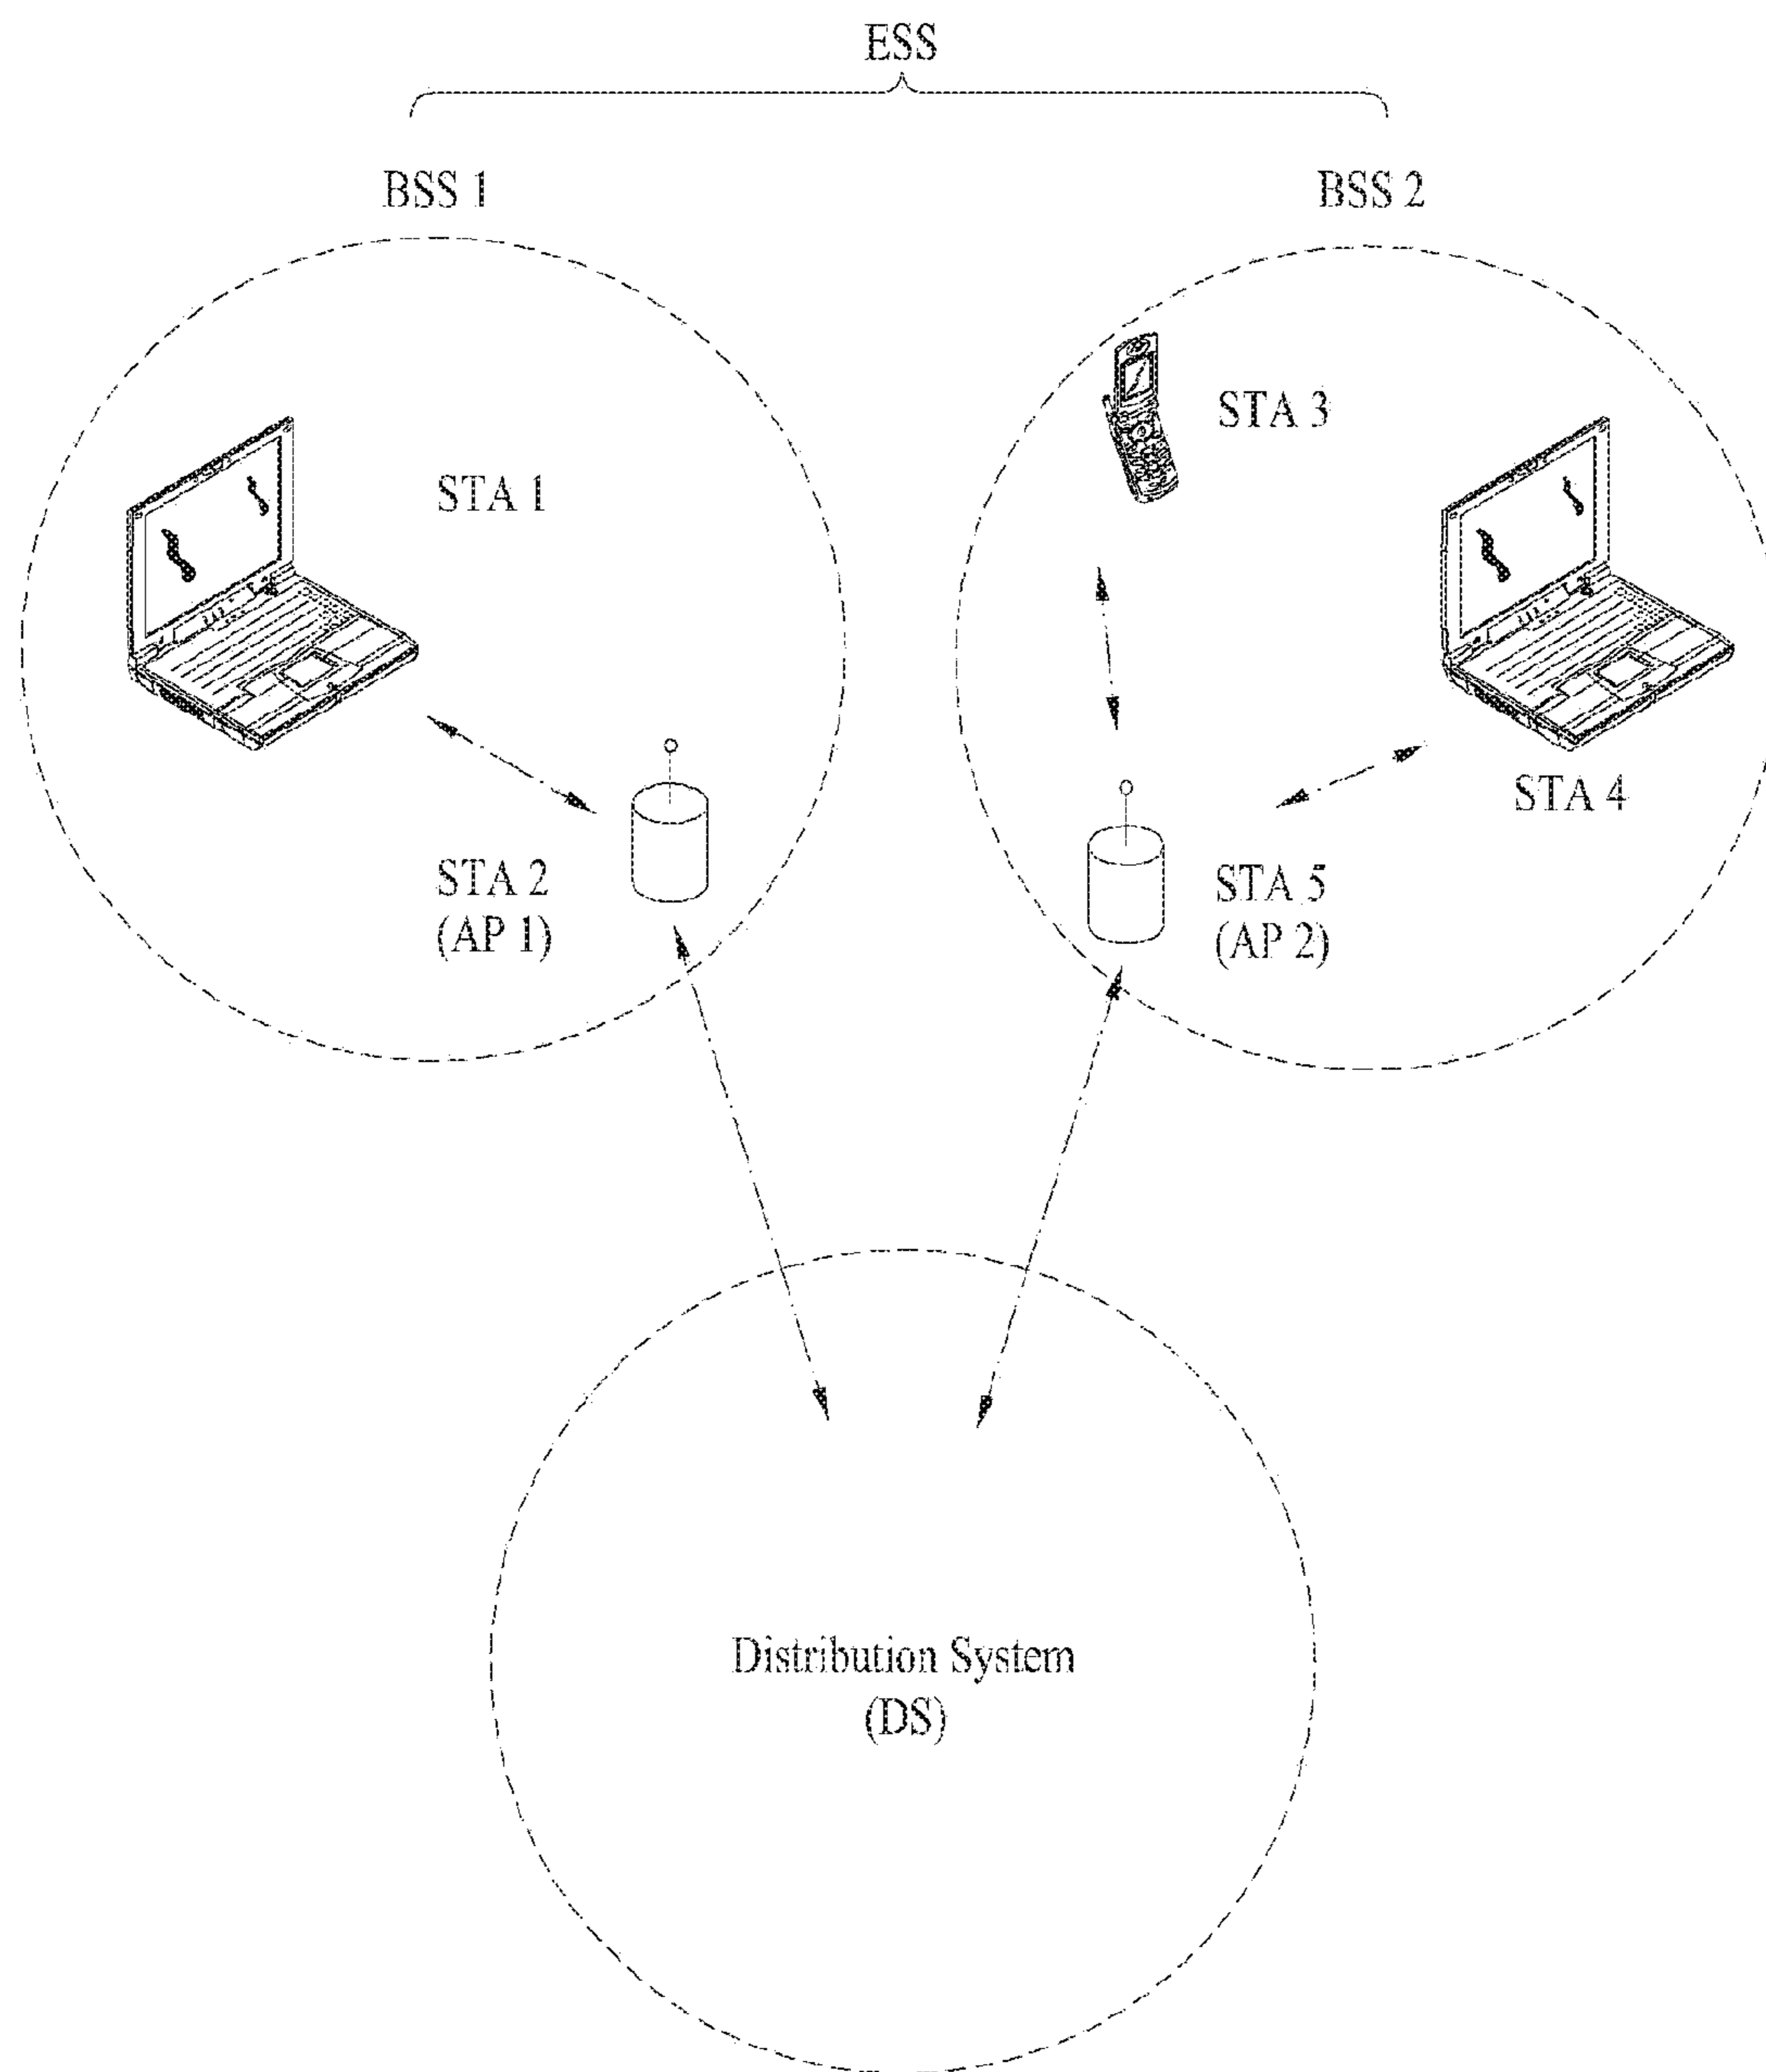 ESS
BSS 1
BSS 2
STA 3
STA 1
STA 4
STA 2
(AP 1)
STA 5
(AP 2)
Distribution System
(DS)